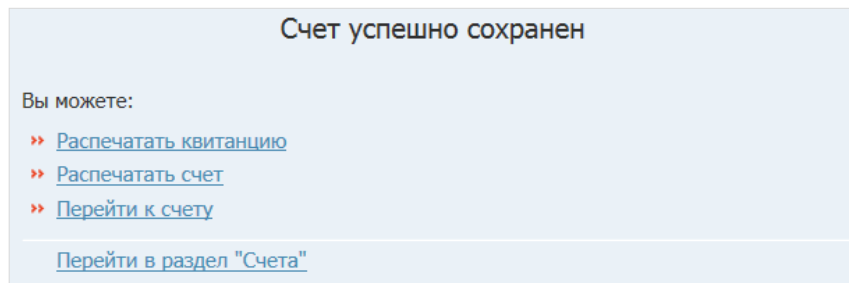 Счет успешно сохранен
Вы можете:
Распечатать квитанцию
Распечатать счет
Перейти к счету
Перейти в раздел "Счета"